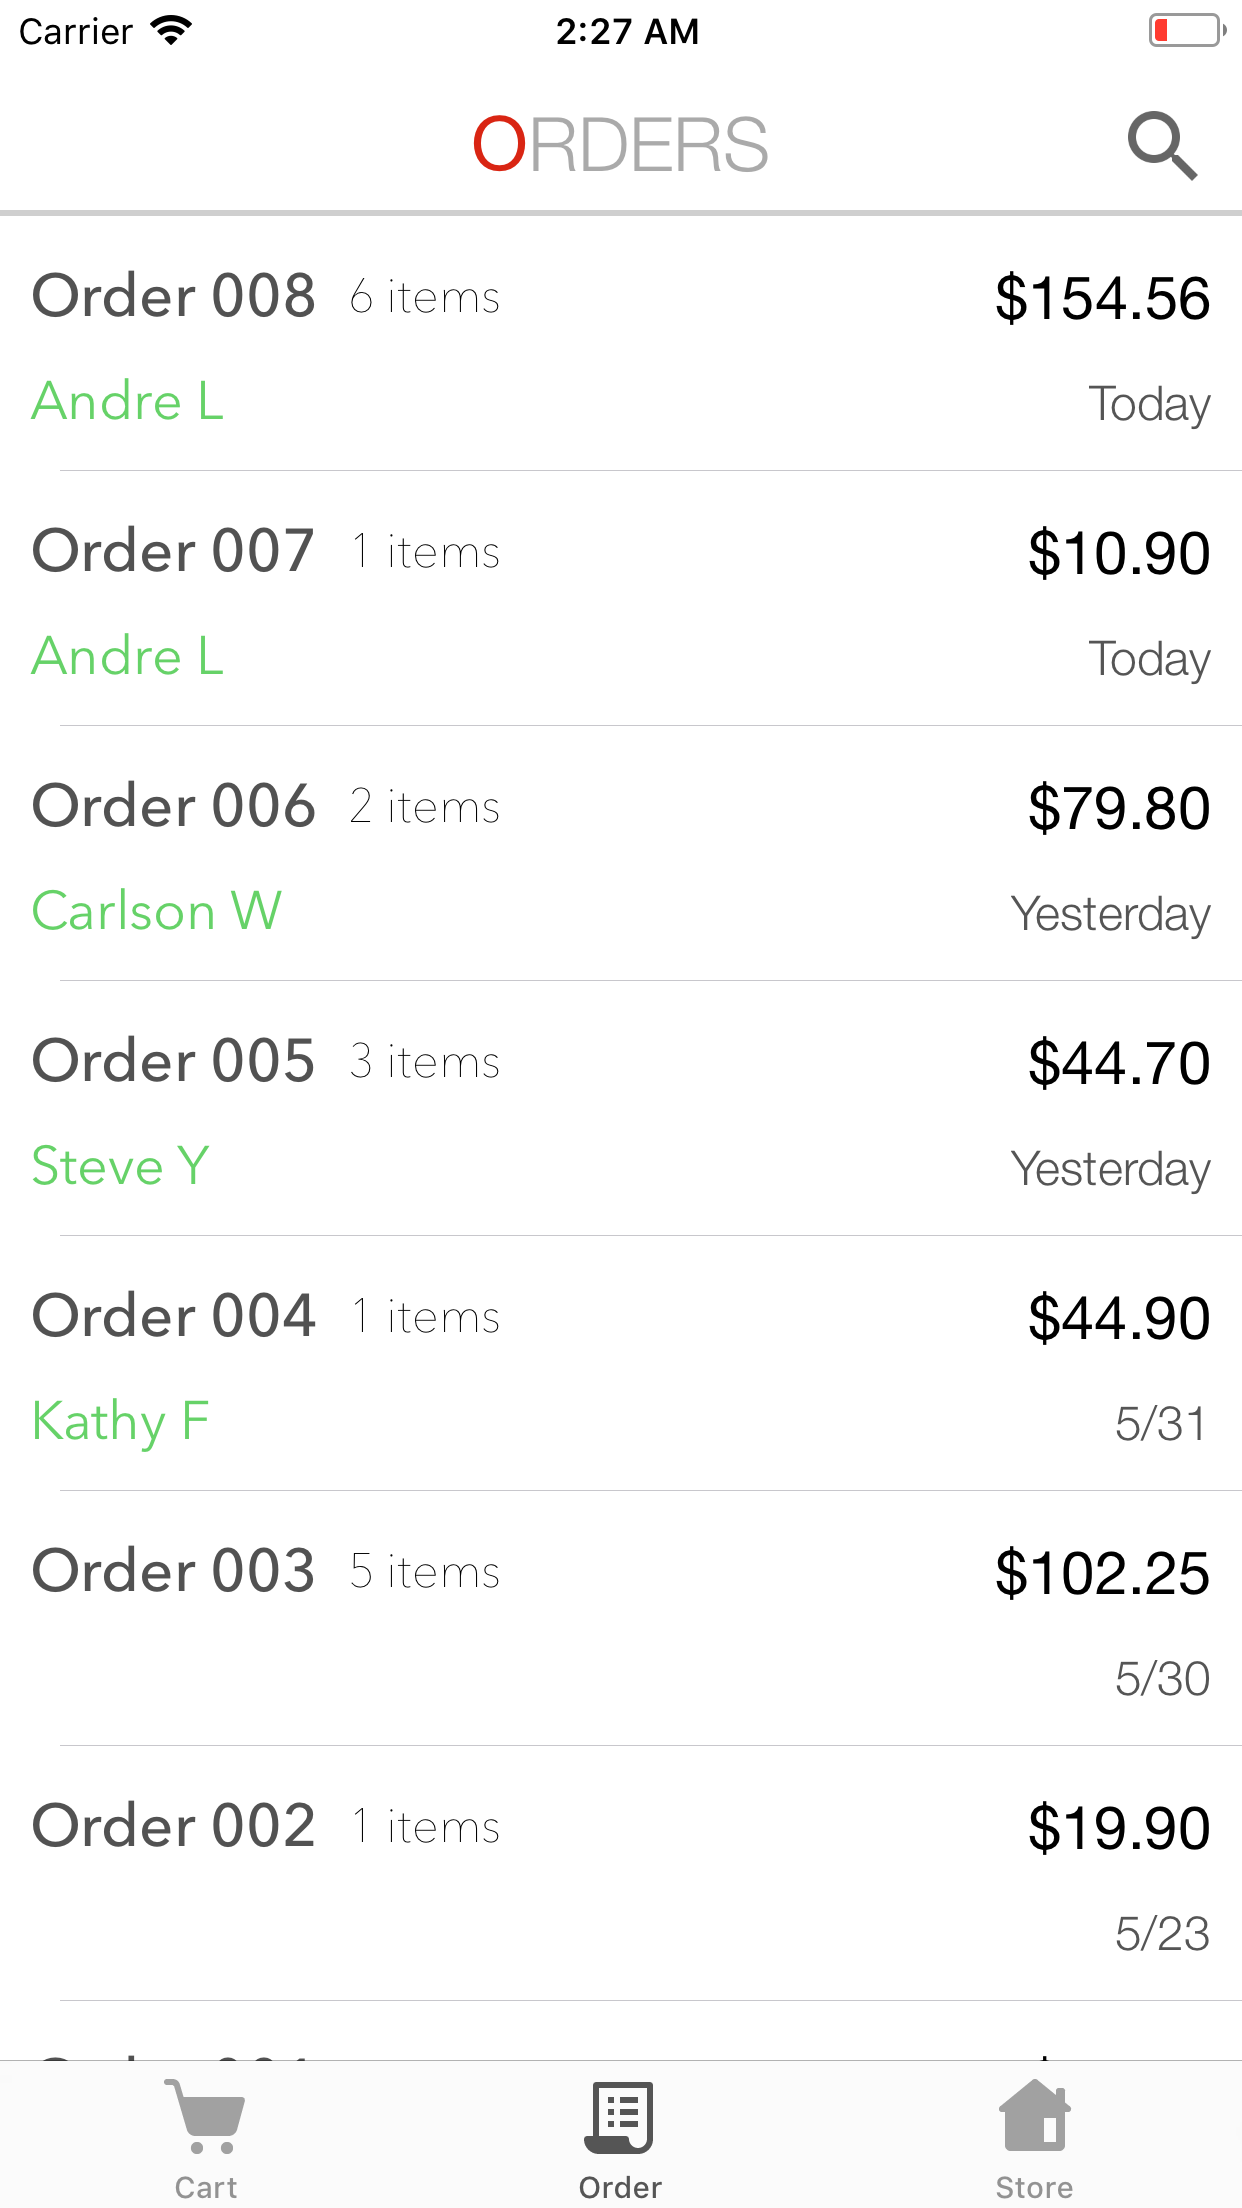 Carrier 2:27 AM
ORDERS
Order 008 6 items $154.56
Andre L Today
Order 007 1 items $10.90
Andre L Today
Order 006 2 items $79.80
Carlson W Yesterday
Order 005 3 items $44.70
Steve Y Yesterday
Order 004 1 items $44.90
Kathy F 5/31
Order 003 5 items $102.25
5/30
Order 002 1 items $19.90
5/23
Cart Order Store